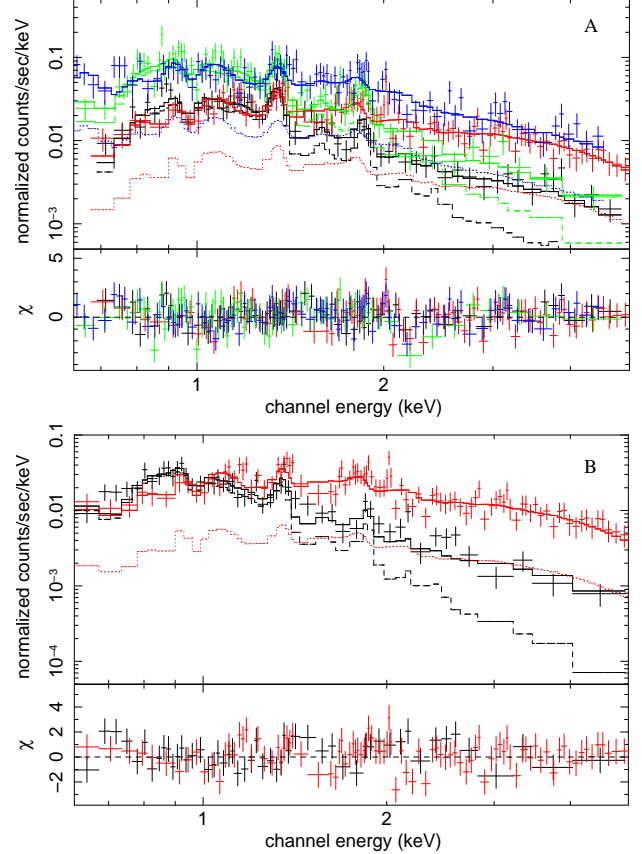 A
normalized counts/sec/keV
0.1
0.01
10⁻³
χ
5
0
1
2
channel energy (keV)
B
normalized counts/sec/keV
0.1
0.01
10⁻³
10⁻⁴
χ
4
2
0
−2
1
2
channel energy (keV)